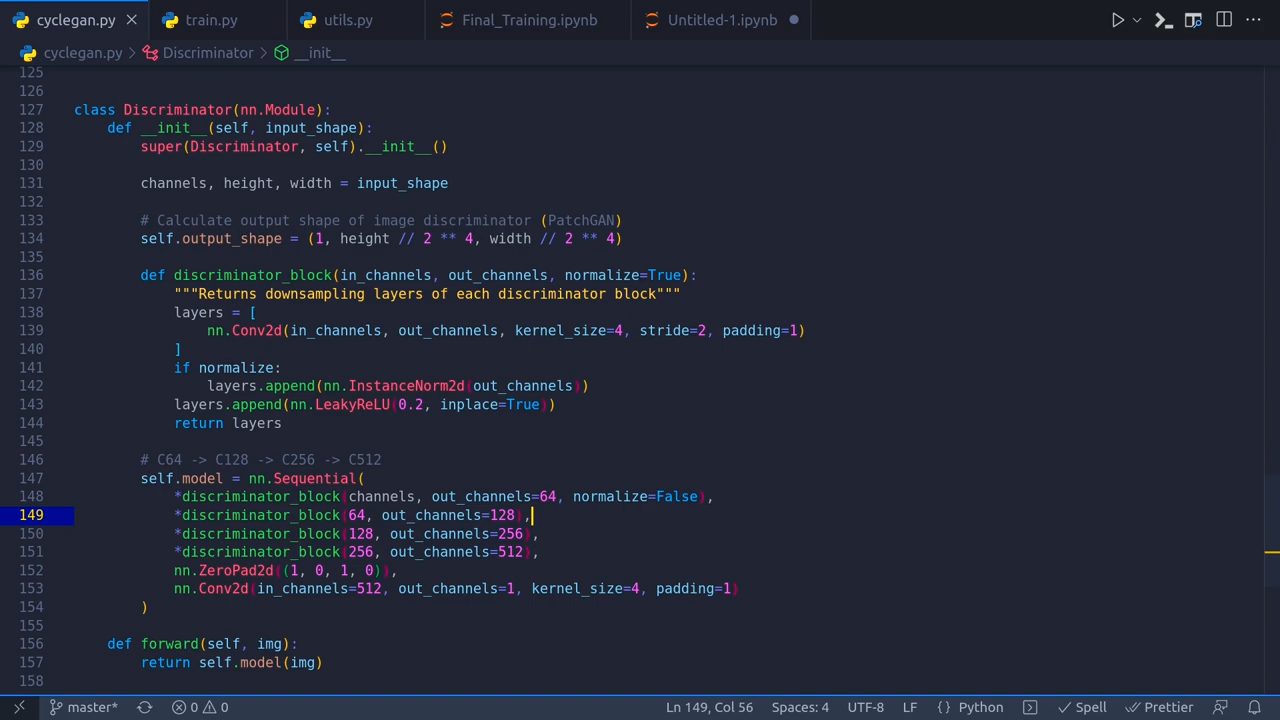 cyclegan.py train.py utils.py Final_Training.ipynb Untitled-1.ipynb
cyclegan.py > Discriminator > __init__
125
126
127 class Discriminator(nn.Module):
128     def __init__(self, input_shape):
129         super(Discriminator, self).__init__()
130
131         channels, height, width = input_shape
132
133         # Calculate output shape of image discriminator (PatchGAN)
134         self.output_shape = (1, height // 2 ** 4, width // 2 ** 4)
135
136         def discriminator_block(in_channels, out_channels, normalize=True):
137             """Returns downsampling layers of each discriminator block"""
138             layers = [
139                 nn.Conv2d(in_channels, out_channels, kernel_size=4, stride=2, padding=1)
140             ]
141             if normalize:
142                 layers.append(nn.InstanceNorm2d(out_channels))
143             layers.append(nn.LeakyReLU(0.2, inplace=True))
144             return layers
145
146         # C64 -> C128 -> C256 -> C512
147         self.model = nn.Sequential(
148             *discriminator_block(channels, out_channels=64, normalize=False),
149             *discriminator_block(64, out_channels=128),
150             *discriminator_block(128, out_channels=256),
151             *discriminator_block(256, out_channels=512),
152             nn.ZeroPad2d((1, 0, 1, 0)),
153             nn.Conv2d(in_channels=512, out_channels=1, kernel_size=4, padding=1)
154         )
155
156     def forward(self, img):
157         return self.model(img)
158
master* 0 0 Ln 149, Col 56 Spaces: 4 UTF-8 LF { } Python Spell Prettier